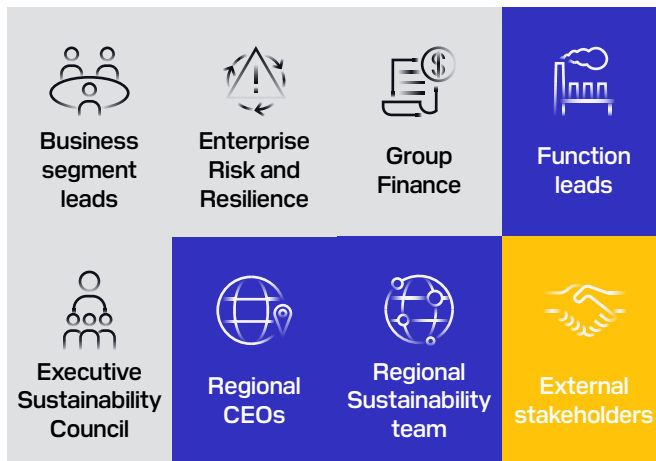 Business
segment
leads
Enterprise
Risk and
Resilience
Group
Finance
Function
leads
Executive
Sustainability
Council
Regional
CEOs
Regional
Sustainability
team
External
stakeholders